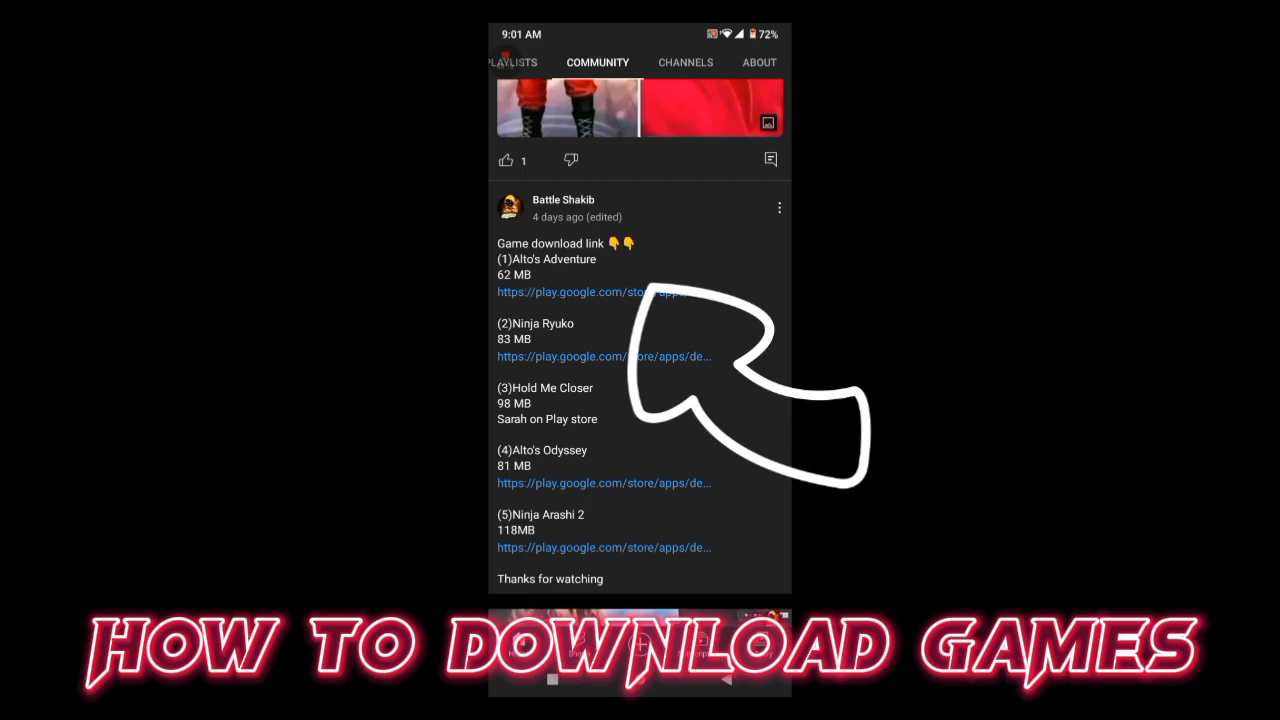 9:01 AM
72%
PLAYLISTS COMMUNITY CHANNELS ABOUT
1
Battle Shakib
4 days ago (edited)
Game download link 👇👇
(1)Alto's Adventure
62 MB
https://play.google.com/store/apps/
(2)Ninja Ryuko
83 MB
https://play.google.com/store/apps/de...
(3)Hold Me Closer
98 MB
Sarah on Play store
(4)Alto's Odyssey
81 MB
https://play.google.com/store/apps/de...
(5)Ninja Arashi 2
118MB
https://play.google.com/store/apps/de...
Thanks for watching
HOW TO DOWNLOAD GAMES